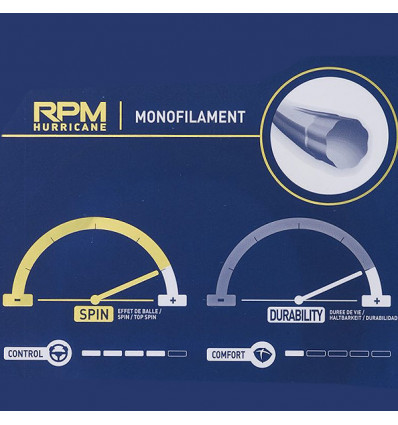 RPM
HURRICANE
MONOFILAMENT
- +
SPIN
EFFET DE BALLE /
SPIN / TOP SPIN
- +
DURABILITY
DUREE DE VIE /
HALTBARKEIT / DURABILIDAD
CONTROL
COMFORT